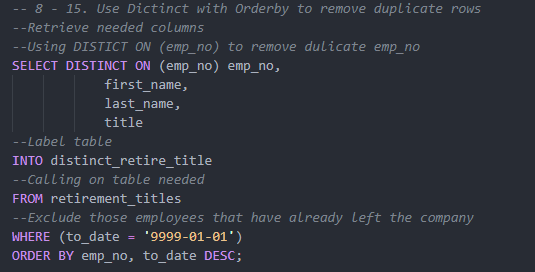 -- 8 - 15. Use Dictinct with Orderby to remove duplicate rows
--Retrieve needed columns
--Using DISTICT ON (emp_no) to remove dulicate emp_no
SELECT DISTINCT ON (emp_no) emp_no,
first_name,
last_name,
title
--Label table
INTO distinct_retire_title
--Calling on table needed
FROM retirement_titles
--Exclude those employees that have already left the company
WHERE (to_date = '9999-01-01')
ORDER BY emp_no, to_date DESC;